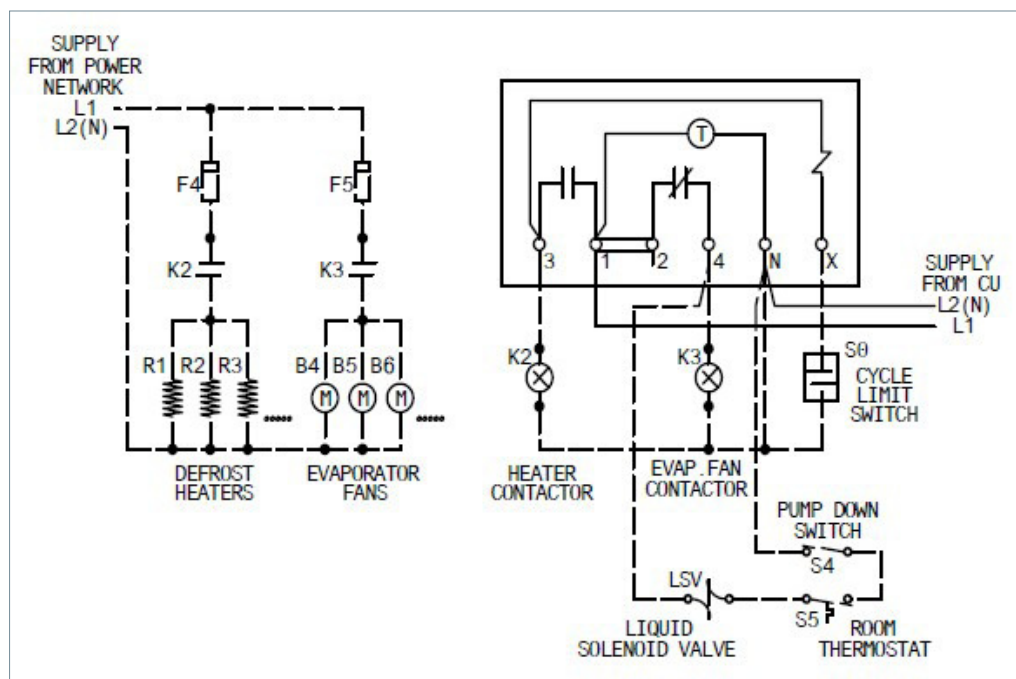 SUPPLY
FROM POWER
NETWORK
L1
L2(N)
F4
F5
K2
K3
R1 R2 R3
B4 B5 B6
M M M
DEFROST
HEATERS
EVAPORATOR
FANS
T
3 1 2 4 N X
SUPPLY
FROM CU
L2(N)
L1
K2
K3
S0
CYCLE
LIMIT
SWITCH
HEATER
CONTACTOR
EVAP.FAN
CONTACTOR
PUMP DOWN
SWITCH
S4
LSV
S5
LIQUID
SOLENOID VALVE
ROOM
THERMOSTAT